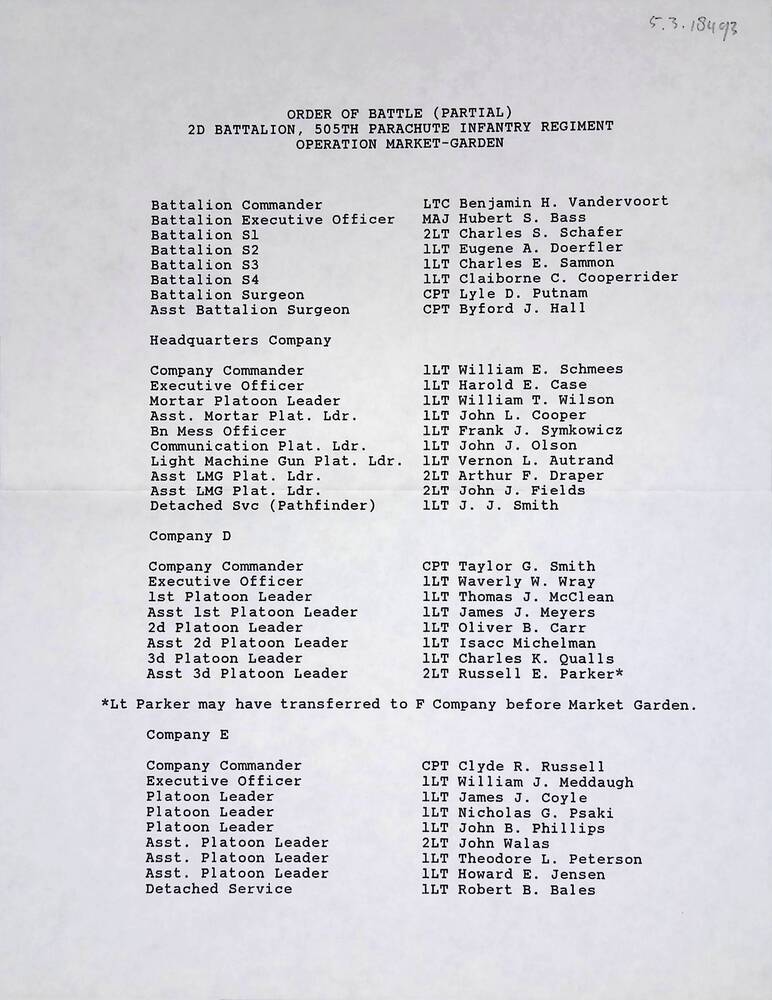 5.3.18493
ORDER OF BATTLE (PARTIAL)
2D BATTALION, 505TH PARACHUTE INFANTRY REGIMENT
OPERATION MARKET-GARDEN
Battalion Commander LTC Benjamin H. Vandervoort
Battalion Executive Officer MAJ Hubert S. Bass
Battalion S1 2LT Charles S. Schafer
Battalion S2 1LT Eugene A. Doerfler
Battalion S3 1LT Charles E. Sammon
Battalion S4 1LT Claiborne C. Cooperrider
Battalion Surgeon CPT Lyle D. Putnam
Asst Battalion Surgeon CPT Byford J. Hall
Headquarters Company
Company Commander 1LT William E. Schmees
Executive Officer 1LT Harold E. Case
Mortar Platoon Leader 1LT William T. Wilson
Asst. Mortar Plat. Ldr. 1LT John L. Cooper
Bn Mess Officer 1LT Frank J. Symkowicz
Communication Plat. Ldr. 1LT John J. Olson
Light Machine Gun Plat. Ldr. 1LT Vernon L. Autrand
Asst LMG Plat. Ldr. 2LT Arthur F. Draper
Asst LMG Plat. Ldr. 2LT John J. Fields
Detached Svc (Pathfinder) 1LT J. J. Smith
Company D
Company Commander CPT Taylor G. Smith
Executive Officer 1LT Waverly W. Wray
1st Platoon Leader 1LT Thomas J. McClean
Asst 1st Platoon Leader 1LT James J. Meyers
2d Platoon Leader 1LT Oliver B. Carr
Asst 2d Platoon Leader 1LT Isacc Michelman
3d Platoon Leader 1LT Charles K. Qualls
Asst 3d Platoon Leader 2LT Russell E. Parker*
*Lt Parker may have transferred to F Company before Market Garden.
Company E
Company Commander CPT Clyde R. Russell
Executive Officer 1LT William J. Meddaugh
Platoon Leader 1LT James J. Coyle
Platoon Leader 1LT Nicholas G. Psaki
Platoon Leader 1LT John B. Phillips
Asst. Platoon Leader 2LT John Walas
Asst. Platoon Leader 1LT Theodore L. Peterson
Asst. Platoon Leader 1LT Howard E. Jensen
Detached Service 1LT Robert B. Bales